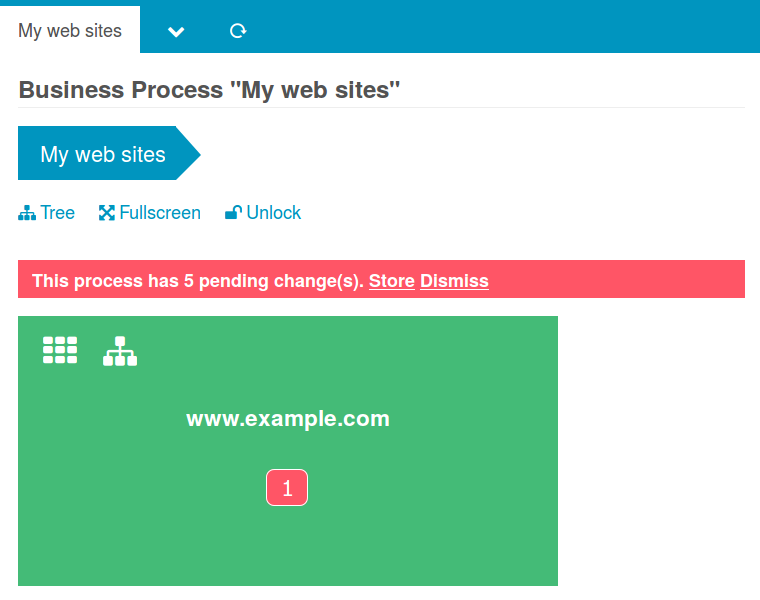 My web sites
Business Process "My web sites"
My web sites
Tree Fullscreen Unlock
This process has 5 pending change(s). Store Dismiss
www.example.com
1